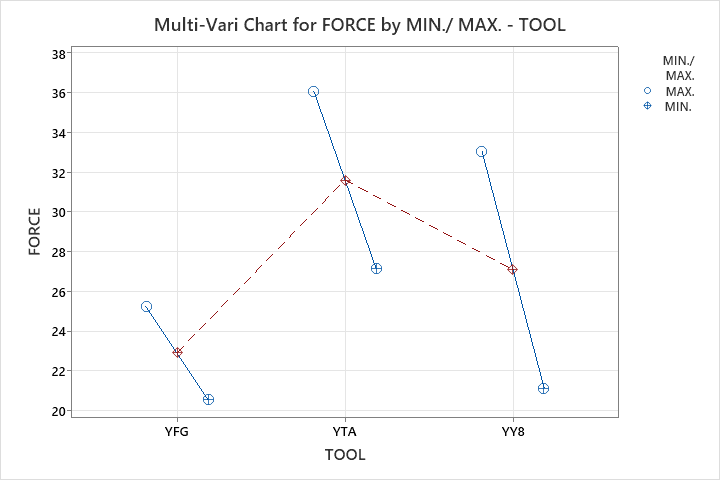 Multi-Vari Chart for FORCE by MIN./ MAX. - TOOL
38
36
34
32
30
28
26
24
22
20
FORCE
YFG
YTA
YY8
TOOL
MIN./
MAX.
MAX.
MIN.